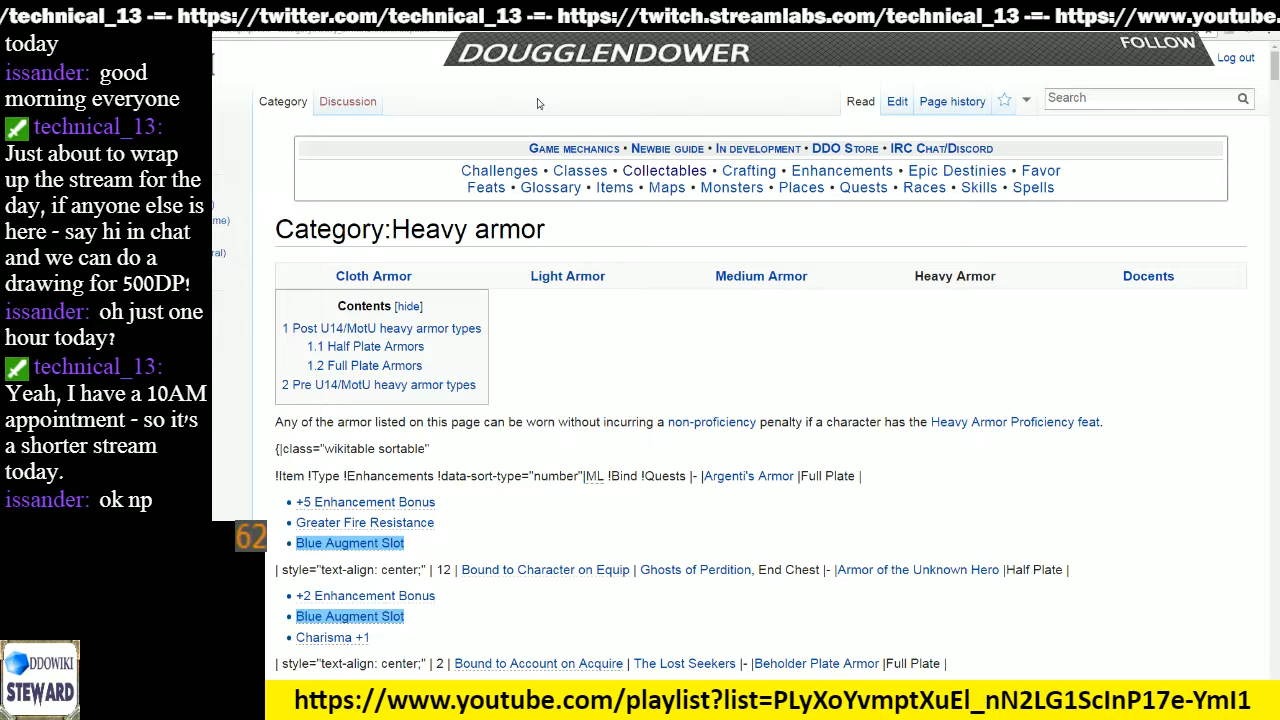 /technical_13 -=- https://twitter.com/technical_13 -=- https://twitch.streamlabs.com/technical_13 -=- https://www.youtube.
today
issander: good
morning everyone
technical_13:
Just about to wrap
up the stream for the
day, if anyone else is
here - say hi in chat
and we can do a
drawing for 500DP!
issander: oh just one
hour today?
technical_13:
Yeah, I have a 10AM
appointment - so it's
a shorter stream
today.
issander: ok np
62
DDOWIKI
STEWARD
DOUGGLENDOWER
FOLLOW
Log out
Category Discussion Read Edit Page history Search
me)
ral)
Game mechanics • Newbie guide • In development • DDO Store • IRC Chat/Discord
Challenges • Classes • Collectables • Crafting • Enhancements • Epic Destinies • Favor
Feats • Glossary • Items • Maps • Monsters • Places • Quests • Races • Skills • Spells
Category:Heavy armor
Cloth Armor Light Armor Medium Armor Heavy Armor Docents
Contents [hide]
1 Post U14/MotU heavy armor types
1.1 Half Plate Armors
1.2 Full Plate Armors
2 Pre U14/MotU heavy armor types
Any of the armor listed on this page can be worn without incurring a non-proficiency penalty if a character has the Heavy Armor Proficiency feat.
{|class="wikitable sortable"
!Item !Type !Enhancements !data-sort-type="number"|ML !Bind !Quests |- |Argenti's Armor |Full Plate |
• +5 Enhancement Bonus
• Greater Fire Resistance
• Blue Augment Slot
| style="text-align: center;" | 12 | Bound to Character on Equip | Ghosts of Perdition, End Chest |- |Armor of the Unknown Hero |Half Plate |
• +2 Enhancement Bonus
• Blue Augment Slot
• Charisma +1
| style="text-align: center;" | 2 | Bound to Account on Acquire | The Lost Seekers |- |Beholder Plate Armor |Full Plate |
https://www.youtube.com/playlist?list=PLyXoYvmptXuEl_nN2LG1ScInP17e-YmI1